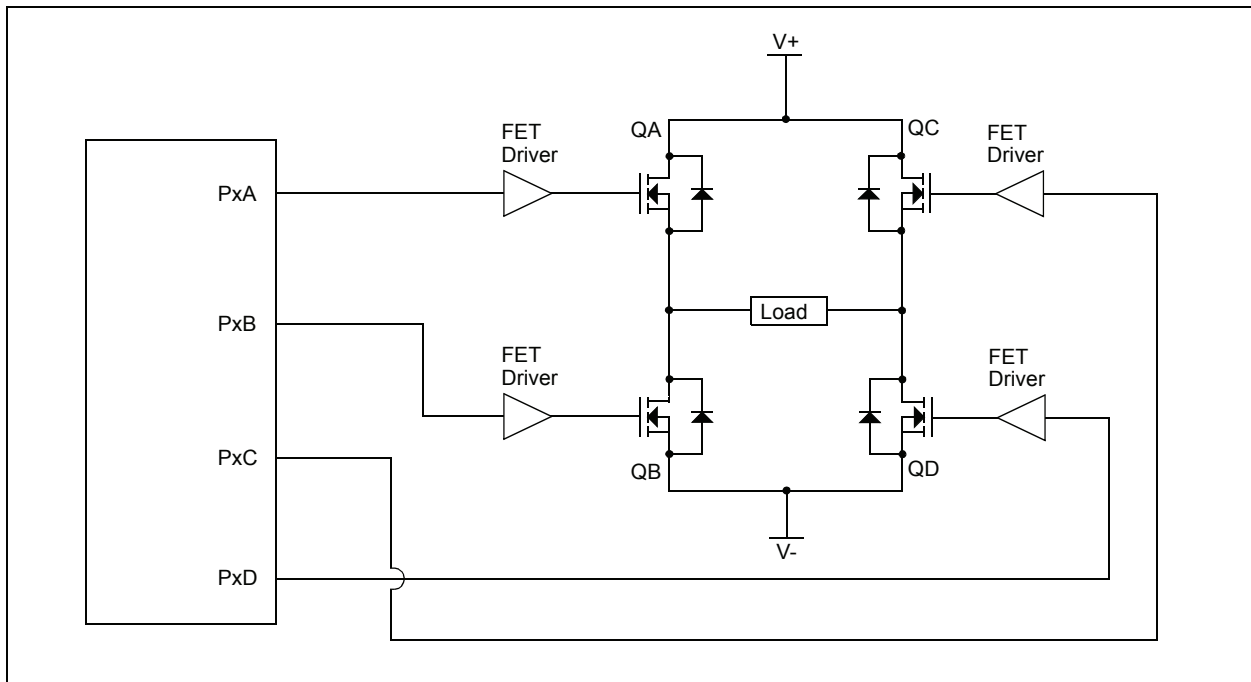 V+
FET
Driver
QA
QC
FET
Driver
PxA
PxB
Load
FET
Driver
FET
Driver
PxC
QB
QD
V-
PxD